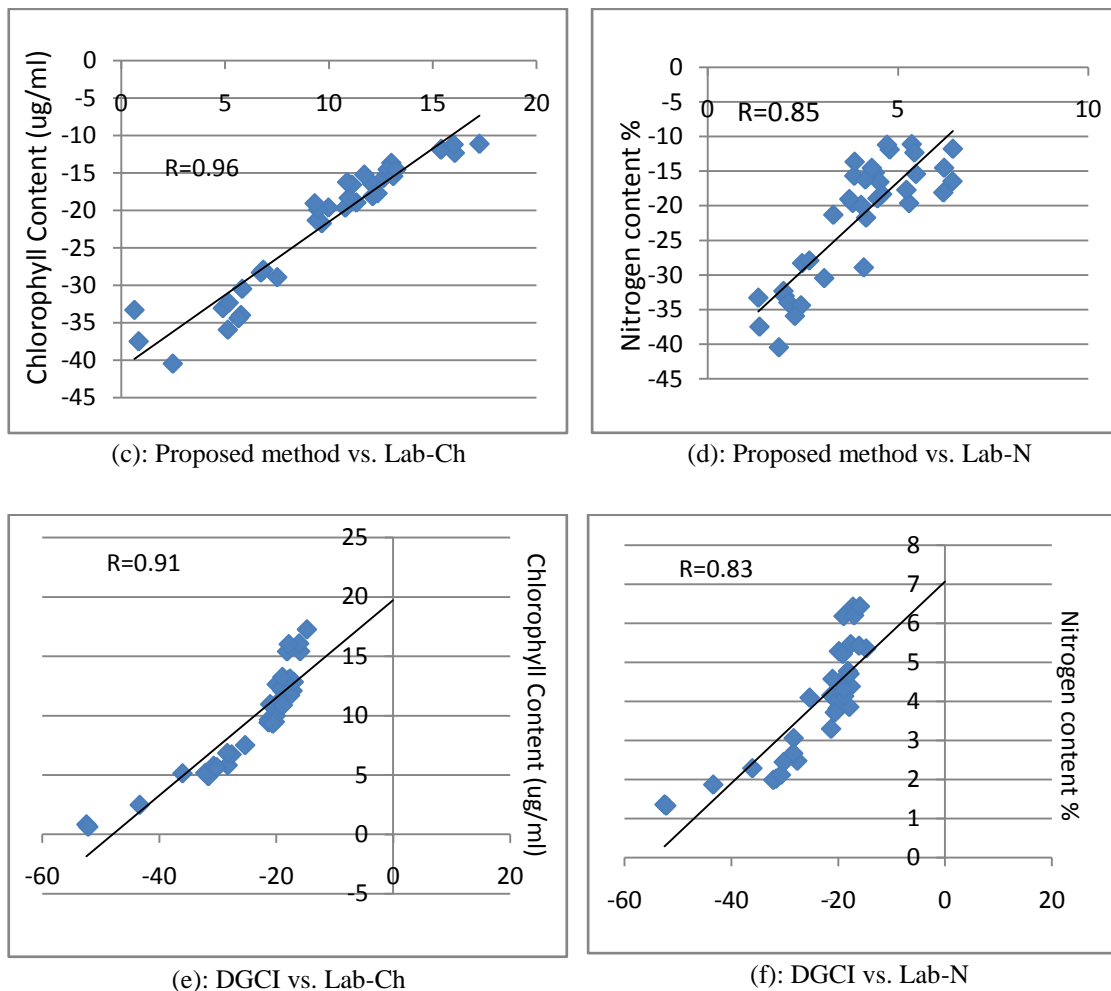 0
-5
-10
-15
-20
-25
-30
-35
-40
-45
0 5 10 15 20
Chlorophyll Content (ug/ml)
R=0.96
(c): Proposed method vs. Lab-Ch
0
-5
-10
-15
-20
-25
-30
-35
-40
-45
0 5 10
Nitrogen content %
R=0.85
(d): Proposed method vs. Lab-N
R=0.91
25
20
15
10
5
0
-5
-60 -40 -20 0 20
Chlorophyll Content (ug/ml)
(e): DGCI vs. Lab-Ch
R=0.83
8
7
6
5
4
3
2
1
0
-60 -40 -20 0 20
Nitrogen content %
(f): DGCI vs. Lab-N